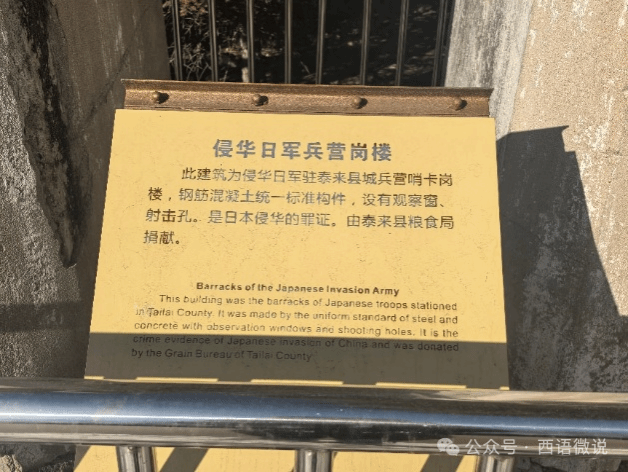 侵华日军兵营岗楼
此建筑为侵华日军驻泰来县城兵营哨卡岗
楼，钢筋混凝土统一标准构件，设有观察窗、
射击孔。是日本侵华的罪证。由泰来县粮食局
捐献。
Barracks of the Japanese Invasion Army
This building was the barracks of Japanese troops stationed
in Tailai County. It was made by the uniform standard of steel and
concrete with observation windows and shooting holes. It is the
crime evidence of Japanese invasion of China and was donated
by the Grain Bureau of Tailai County.
公众号 · 西语微说